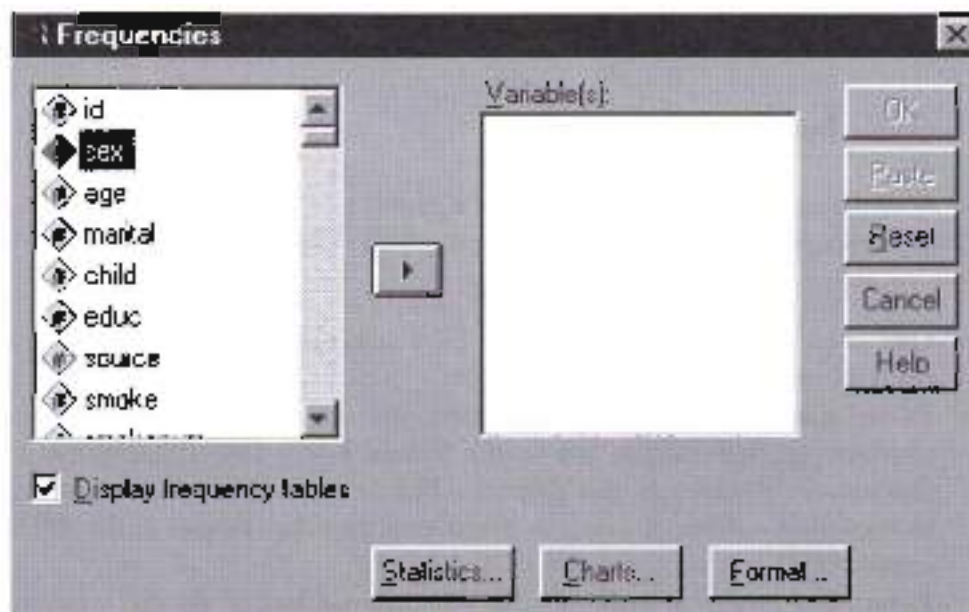 Frequencies
id
sex
age
marital
child
educ
source
smoke
Variable(s):
OK
Paste
Reset
Cancel
Help
Display frequency tables
Statistics...
Charts...
Format...